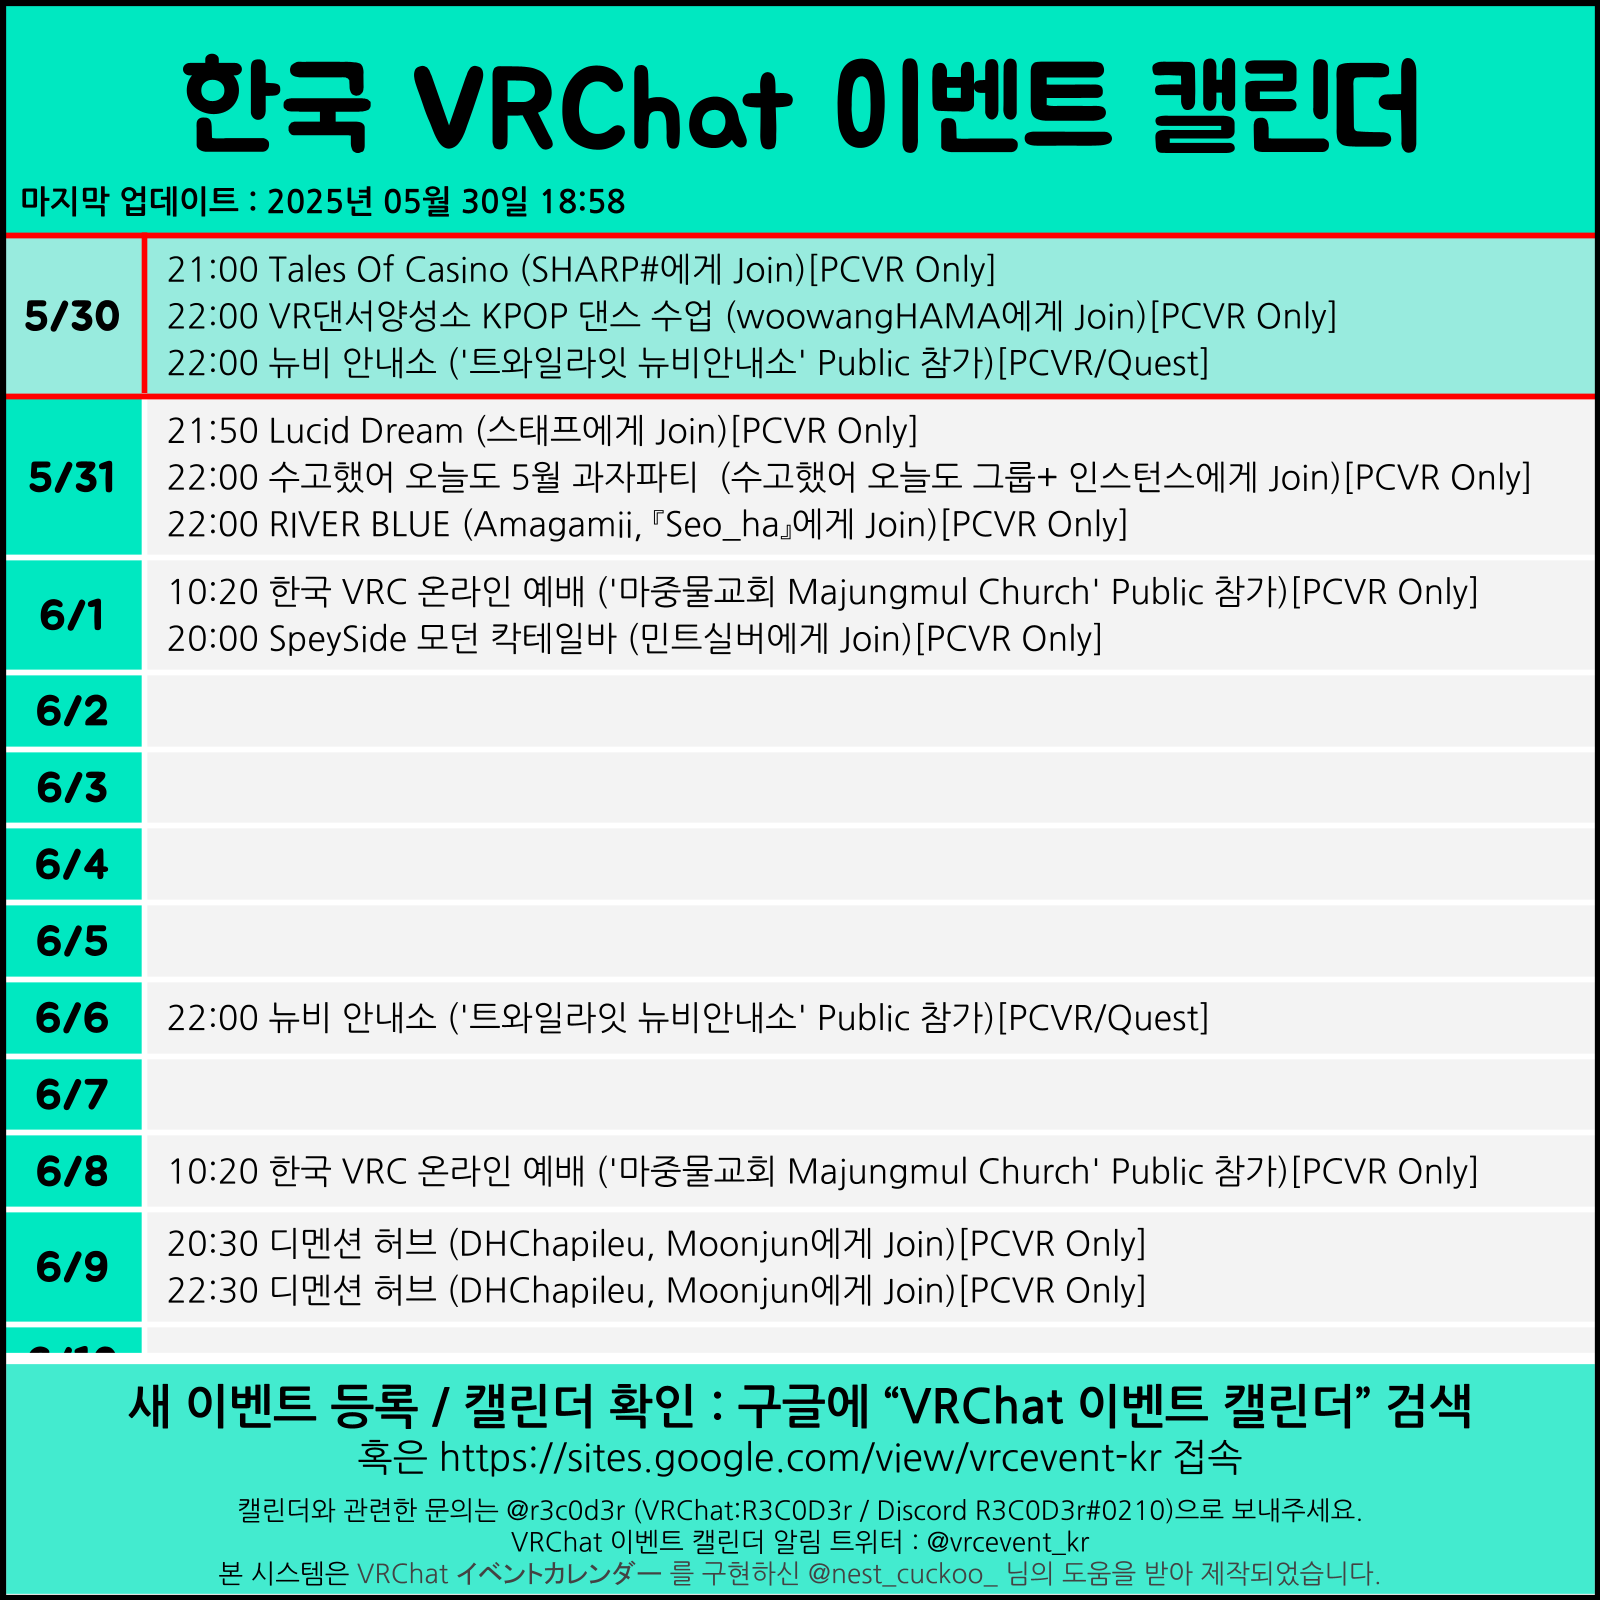 한국 VRChat 이벤트 캘린더
마지막 업데이트 : 2025년 05월 30일 18:58
5/30
21:00 Tales Of Casino (SHARP#에게 Join)[PCVR Only]
22:00 VR댄서양성소 KPOP 댄스 수업 (woowangHAMA에게 Join)[PCVR Only]
22:00 뉴비 안내소 ('트와일라잇 뉴비안내소' Public 참가)[PCVR/Quest]
5/31
21:50 Lucid Dream (스태프에게 Join)[PCVR Only]
22:00 수고했어 오늘도 5월 과자파티  (수고했어 오늘도 그룹+ 인스턴스에게 Join)[PCVR Only]
22:00 RIVER BLUE (Amagamii,『Seo_ha』에게 Join)[PCVR Only]
6/1
10:20 한국 VRC 온라인 예배 ('마중물교회 Majungmul Church' Public 참가)[PCVR Only]
20:00 SpeySide 모던 칵테일바 (민트실버에게 Join)[PCVR Only]
6/2
6/3
6/4
6/5
6/6
22:00 뉴비 안내소 ('트와일라잇 뉴비안내소' Public 참가)[PCVR/Quest]
6/7
6/8
10:20 한국 VRC 온라인 예배 ('마중물교회 Majungmul Church' Public 참가)[PCVR Only]
6/9
20:30 디멘션 허브 (DHChapileu, Moonjun에게 Join)[PCVR Only]
22:30 디멘션 허브 (DHChapileu, Moonjun에게 Join)[PCVR Only]
새 이벤트 등록 / 캘린더 확인 : 구글에 “VRChat 이벤트 캘린더” 검색
혹은 https://sites.google.com/view/vrcevent-kr 접속
캘린더와 관련한 문의는 @r3c0d3r (VRChat:R3C0D3r / Discord R3C0D3r#0210)으로 보내주세요.
VRChat 이벤트 캘린더 알림 트위터 : @vrcevent_kr
본 시스템은 VRChat イベントカレンダー 를 구현하신 @nest_cuckoo_ 님의 도움을 받아 제작되었습니다.